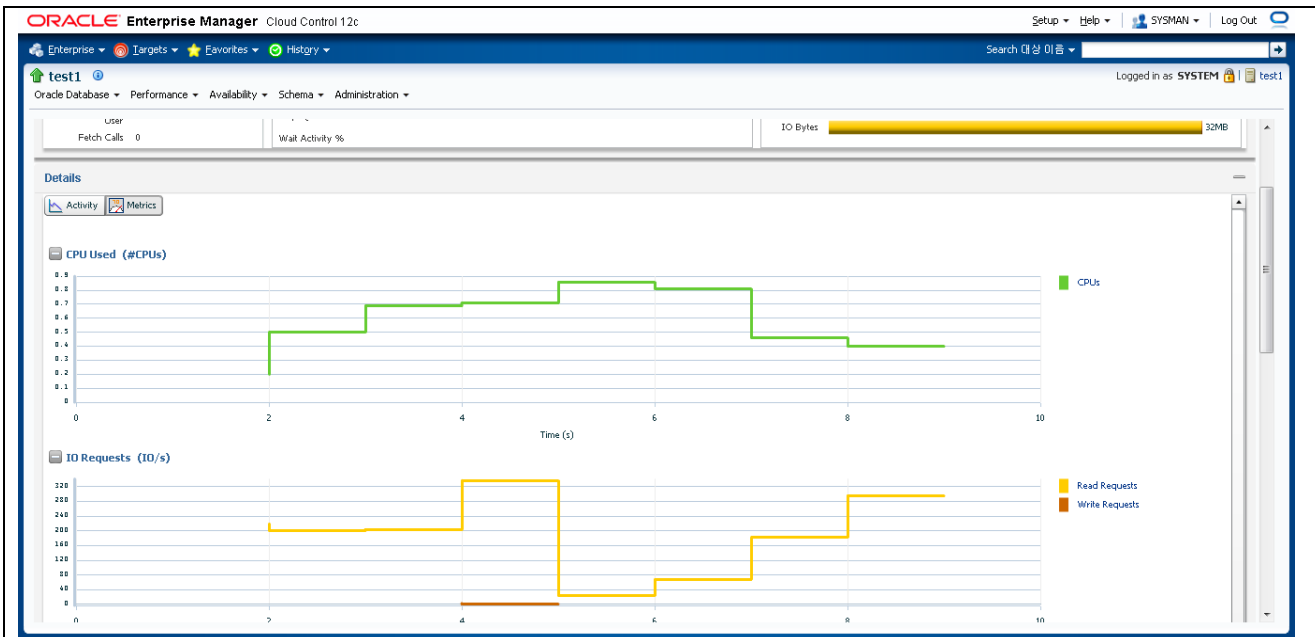 ORACLE Enterprise Manager Cloud Control 12c Setup Help SYSMAN Log Out
Enterprise Targets Favorites History Search 대상 이름
test1 Logged in as SYSTEM test1
Oracle Database Performance Availability Schema Administration
User
Fetch Calls 0 Wait Activity % IO Bytes 32MB
Details
Activity Metrics
CPU Used (#CPUs)
0.9
0.8
0.7
0.6
0.5
0.4
0.3
0.2
0.1
0
CPUs
0 2 4 6 8 10
Time (s)
IO Requests (IO/s)
320
280
240
200
160
120
80
40
0
Read Requests
Write Requests
0 2 4 6 8 10